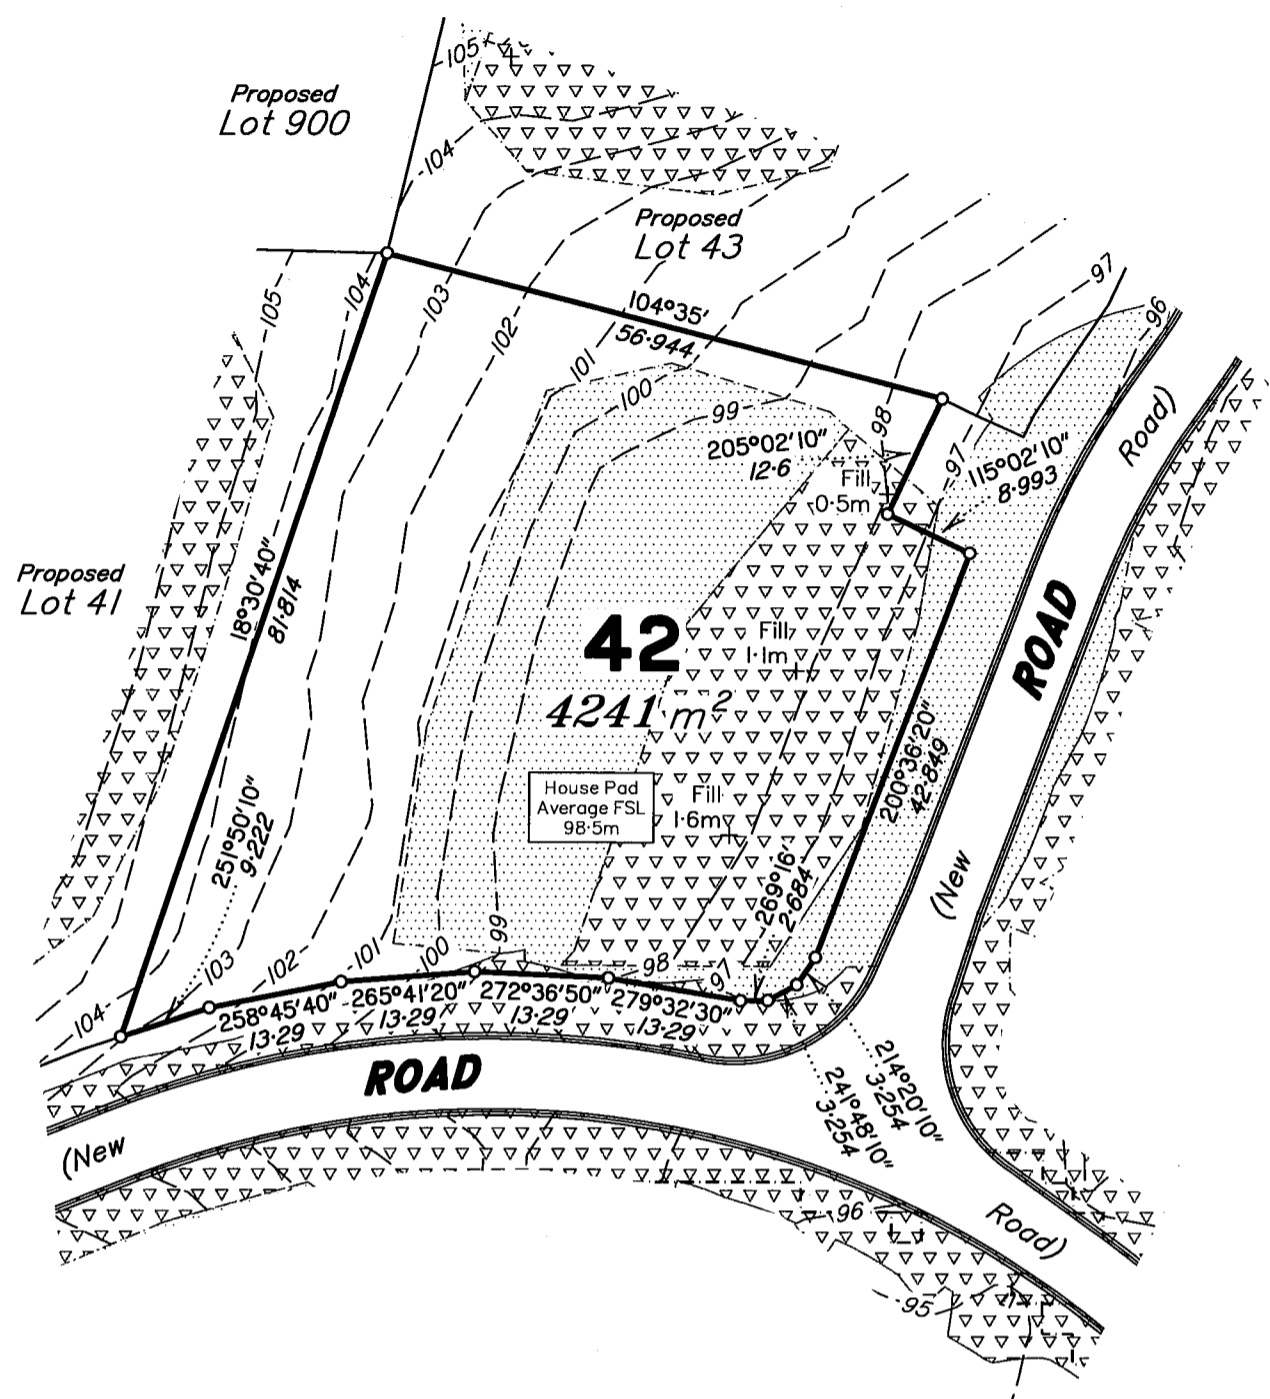 105
Proposed
Lot 900
104
Proposed
Lot 43
97
105
104
103
102
101
100
99
98
97
96
104°35'
56·944
205°02'10"
12·6
115°02'10"
8·993
Fill
0·5m
Road)
Proposed
Lot 41
18°30'40"
81·814
42
4241 m²
Fill
1·1m
ROAD
200°36'20"
42·849
House Pad
Average FSL
98·5m
Fill
1·6m
251°50'10"
9·222
269°16'
2·684
(New
104
103
102
101
100
99
98
97
258°45'40"
13·29
265°41'20"
13·29
272°36'50"
13·29
279°32'30"
13·29
ROAD
(New
214°20'10"
3·254
241°48'10"
3·254
96
Road)
95